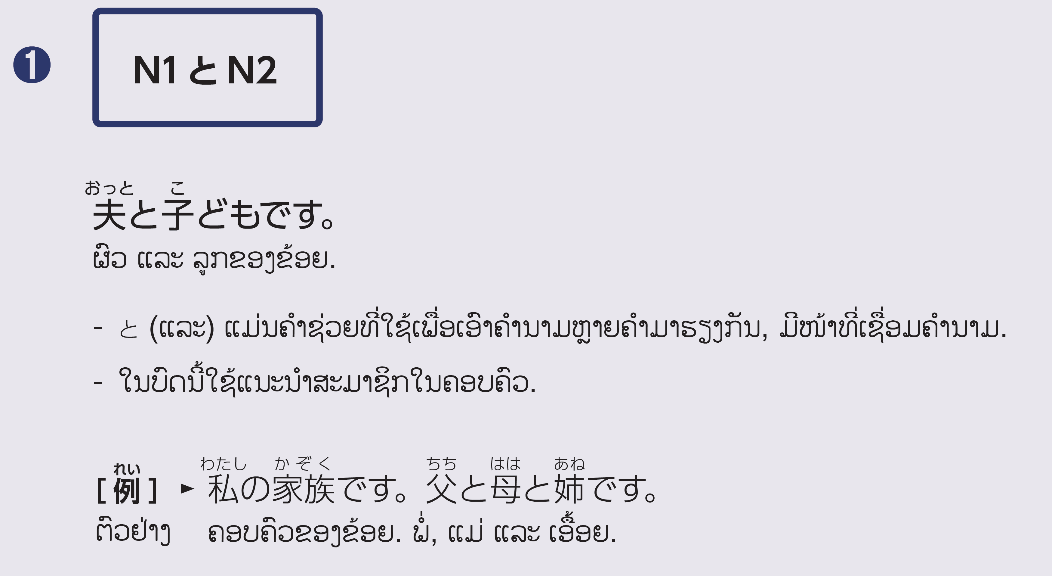 ❶ N1 と N2
おっと こ
夫と子どもです。
ຜົວ ແລະ ລູກຂອງຂ້ອຍ.
- と (ແລະ) ແມ່ນຄຳຊ່ວຍທີ່ໃຊ້ເພື່ອເອົາຄຳນາມຫຼາຍຄຳມາຮຽງກັນ, ມີໜ້າທີ່ເຊື່ອມຄຳນາມ.
- ໃນບົດນີ້ໃຊ້ແນະນຳສະມາຊິກໃນຄອບຄົວ.
れい わたし かぞく ちち はは あね
[例] ► 私の家族です。父と母と姉です。
ຕົວຢ່າງ ຄອບຄົວຂອງຂ້ອຍ. ພໍ່, ແມ່ ແລະ ເອື້ອຍ.